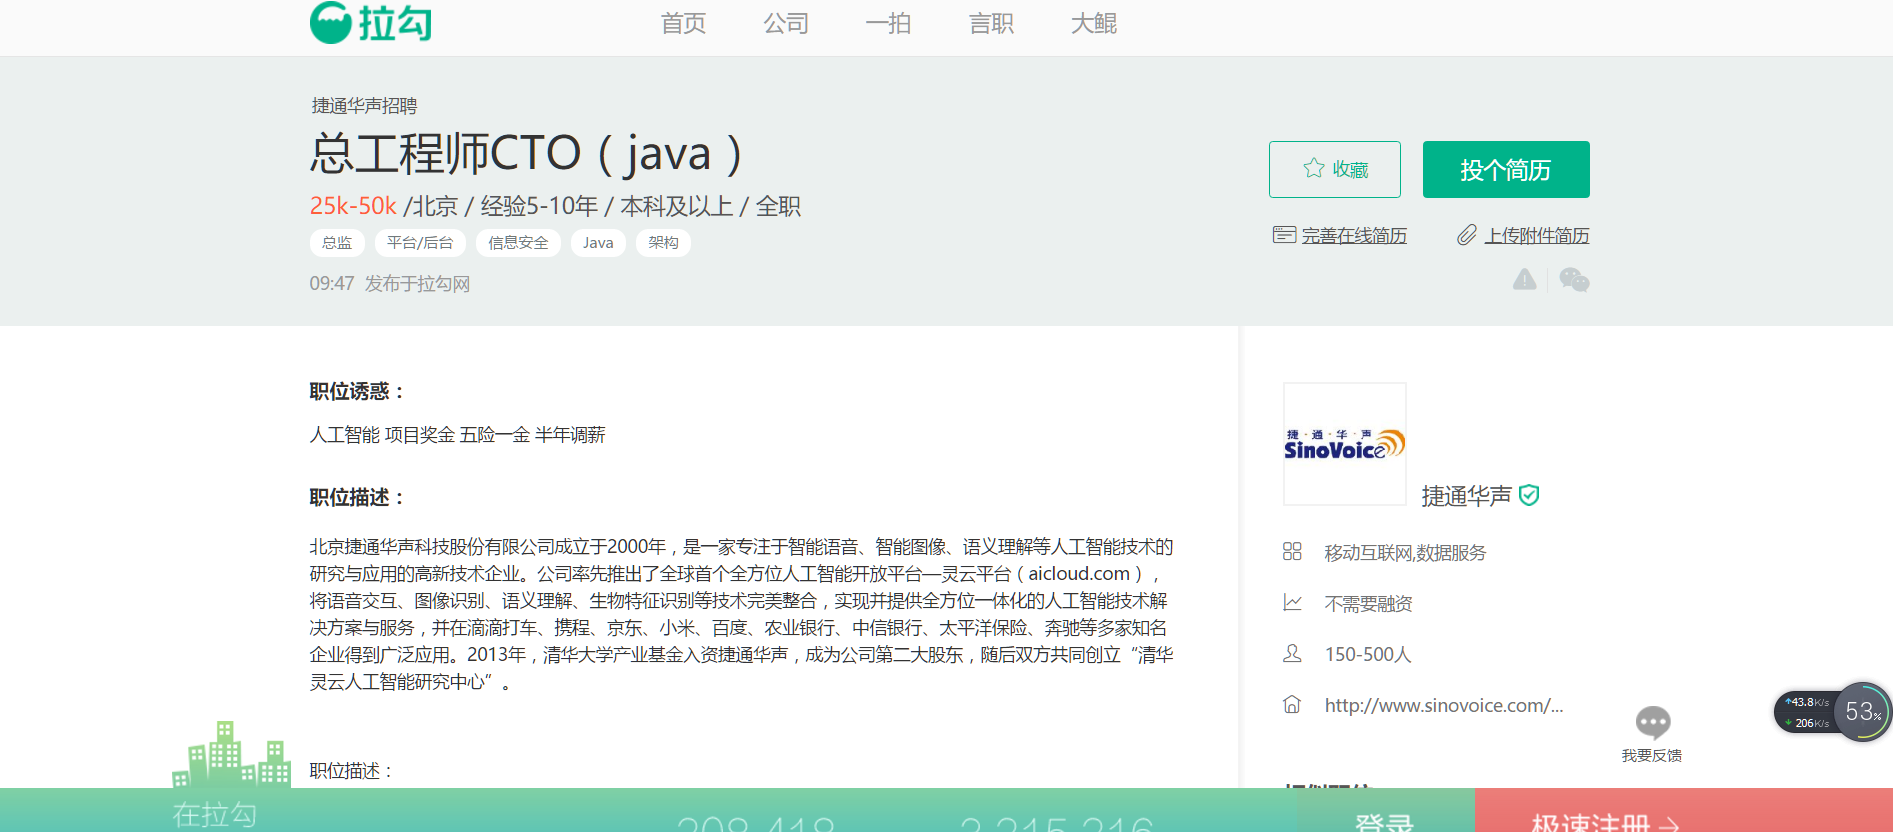 拉勾
首页 公司 一拍 言职 大鲲
捷通华声招聘
总工程师CTO（java）
收藏
投个简历
25k-50k /北京 / 经验5-10年 / 本科及以上 / 全职
总监 平台/后台 信息安全 Java 架构
完善在线简历 上传附件简历
09:47 发布于拉勾网
职位诱惑：
人工智能 项目奖金 五险一金 半年调薪
职位描述：
北京捷通华声科技股份有限公司成立于2000年，是一家专注于智能语音、智能图像、语义理解等人工智能技术的
研究与应用的高新技术企业。公司率先推出了全球首个全方位人工智能开放平台—灵云平台（aicloud.com），
将语音交互、图像识别、语义理解、生物特征识别等技术完美整合，实现并提供全方位一体化的人工智能技术解
决方案与服务，并在滴滴打车、携程、京东、小米、百度、农业银行、中信银行、太平洋保险、奔驰等多家知名
企业得到广泛应用。2013年，清华大学产业基金入资捷通华声，成为公司第二大股东，随后双方共同创立“清华
灵云人工智能研究中心”。
职位描述：
捷·通·华·声
SinoVoice
捷通华声
移动互联网,数据服务
不需要融资
150-500人
http://www.sinovoice.com/...
43.8K/s
206K/s
53%
我要反馈
相似职位
在拉勾
208,418
3,215,216
登录
极速注册